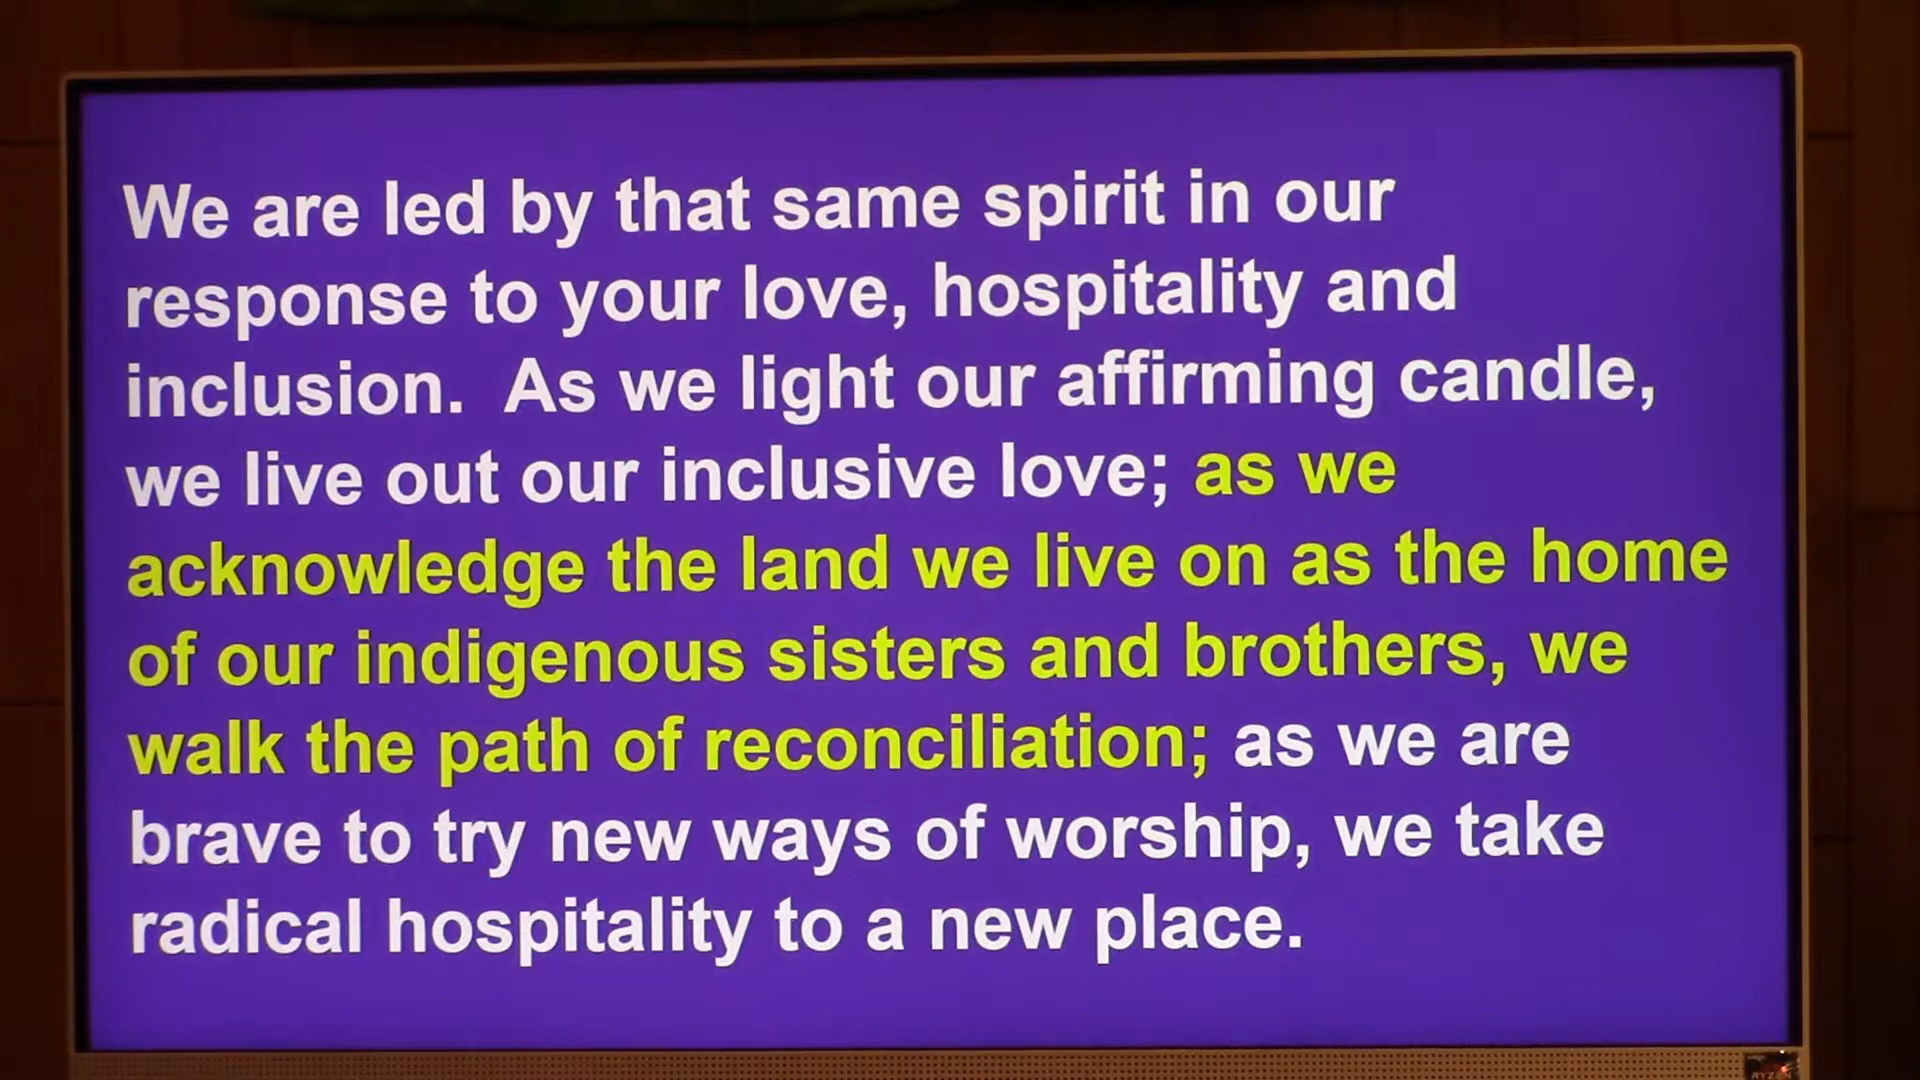 We are led by that same spirit in our
response to your love, hospitality and
inclusion.  As we light our affirming candle,
we live out our inclusive love; as we
acknowledge the land we live on as the home
of our indigenous sisters and brothers, we
walk the path of reconciliation; as we are
brave to try new ways of worship, we take
radical hospitality to a new place.
RYZEN